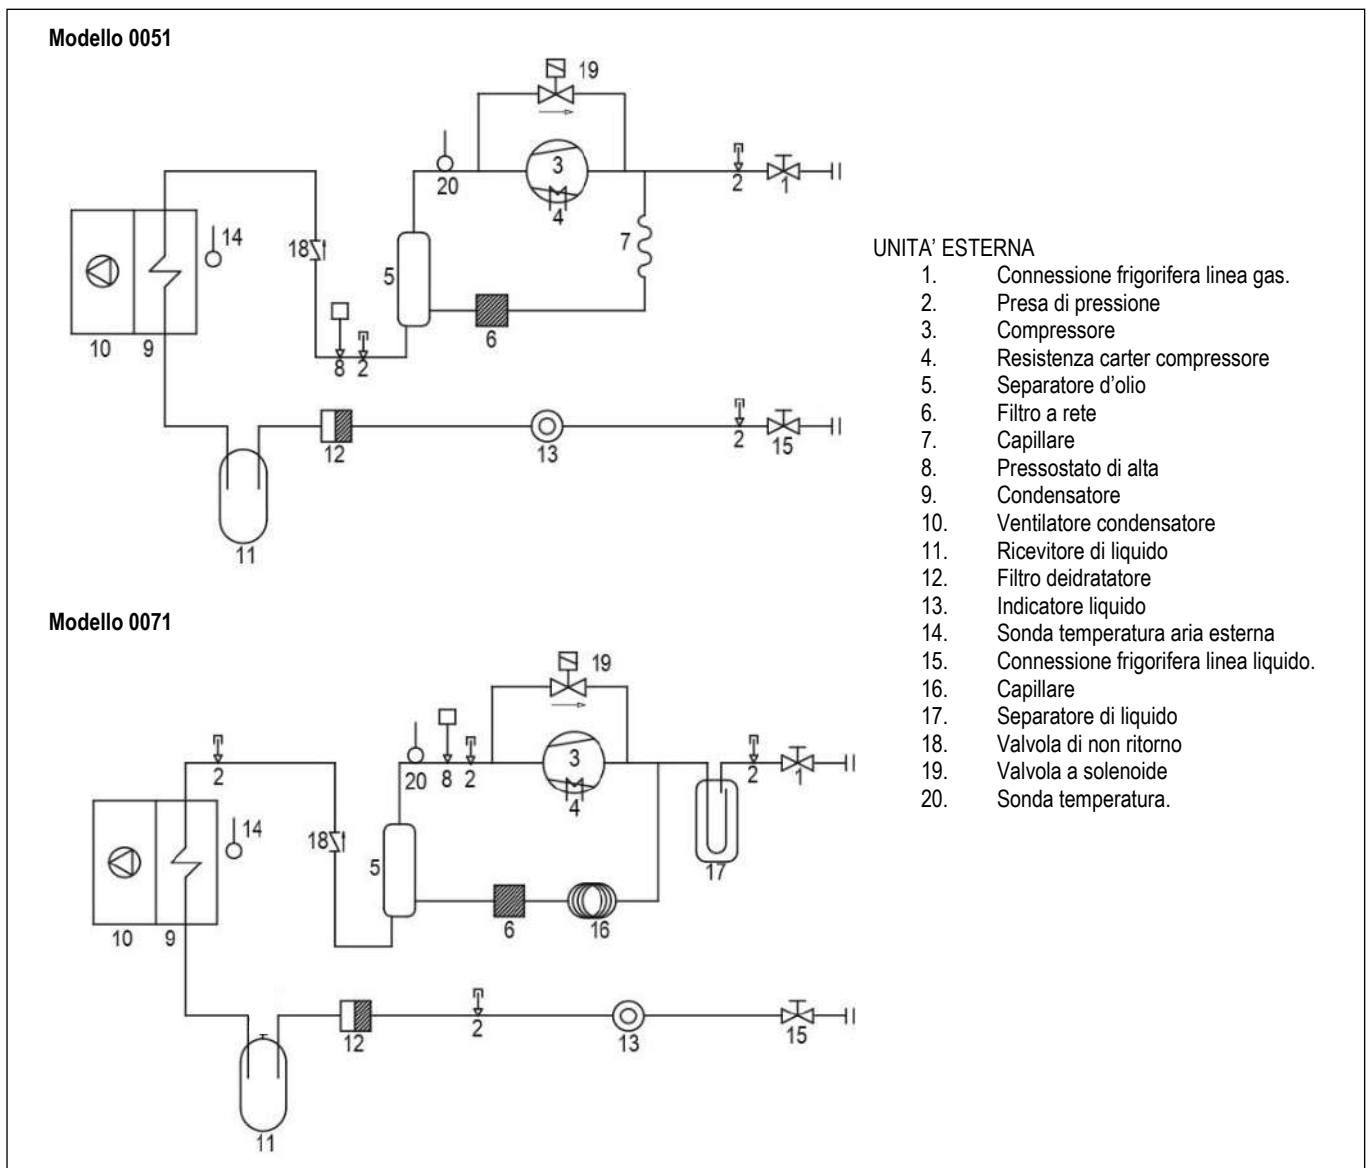 Modello 0051
19
3
20
4
2
1
14
18
7
5
10
9
8
2
6
12
13
2
15
11
Modello 0071
19
2
20
8
2
3
4
2
1
14
18
5
17
10
9
6
16
12
2
13
15
11
UNITA' ESTERNA
1. Connessione frigorifera linea gas.
2. Presa di pressione
3. Compressore
4. Resistenza carter compressore
5. Separatore d'olio
6. Filtro a rete
7. Capillare
8. Pressostato di alta
9. Condensatore
10. Ventilatore condensatore
11. Ricevitore di liquido
12. Filtro deidratatore
13. Indicatore liquido
14. Sonda temperatura aria esterna
15. Connessione frigorifera linea liquido.
16. Capillare
17. Separatore di liquido
18. Valvola di non ritorno
19. Valvola a solenoide
20. Sonda temperatura.